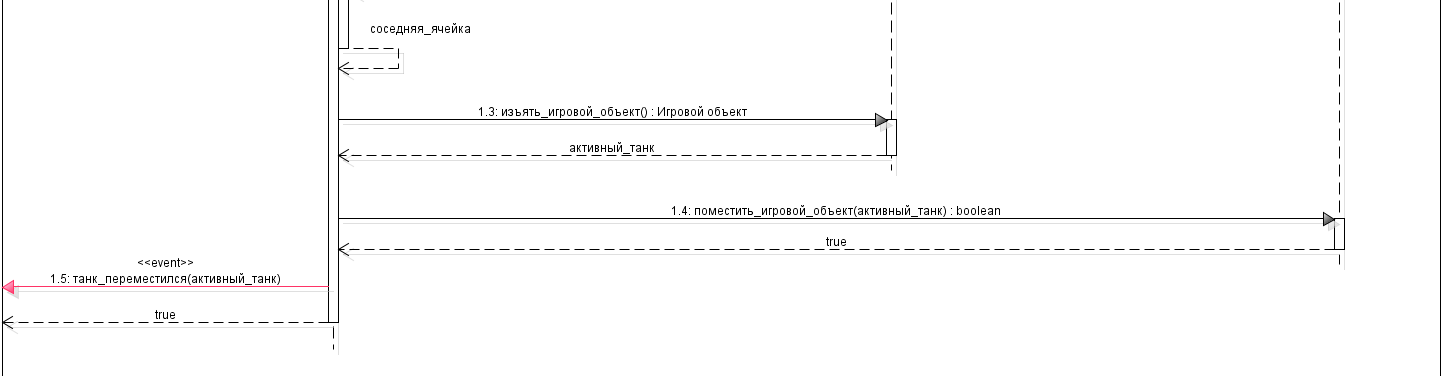 соседняя_ячейка
1.3: изъять_игровой_объект() : Игровой объект
активный_танк
1.4: поместить_игровой_объект(активный_танк) : boolean
true
<<event>>
1.5: танк_переместился(активный_танк)
true